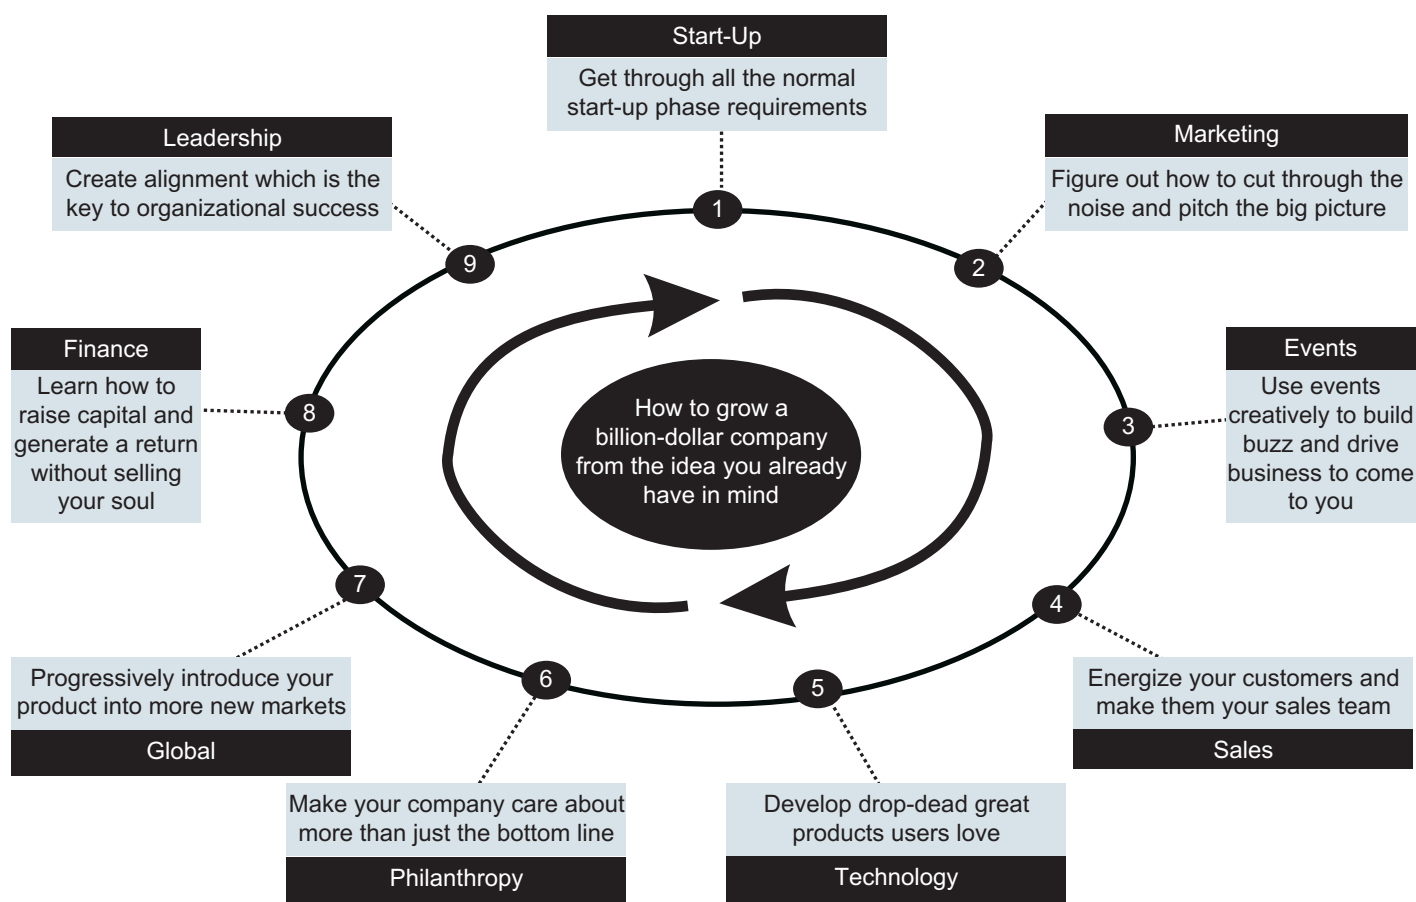 Start-Up
Get through all the normal
start-up phase requirements
1
Marketing
Figure out how to cut through the
noise and pitch the big picture
2
Events
Use events
creatively to build
buzz and drive
business to come
to you
3
4
Energize your customers and
make them your sales team
Sales
5
Develop drop-dead great
products users love
Technology
6
Make your company care about
more than just the bottom line
Philanthropy
7
Progressively introduce your
product into more new markets
Global
Finance
Learn how to
raise capital and
generate a return
without selling
your soul
8
Leadership
Create alignment which is the
key to organizational success
9
How to grow a
billion-dollar company
from the idea you already
have in mind